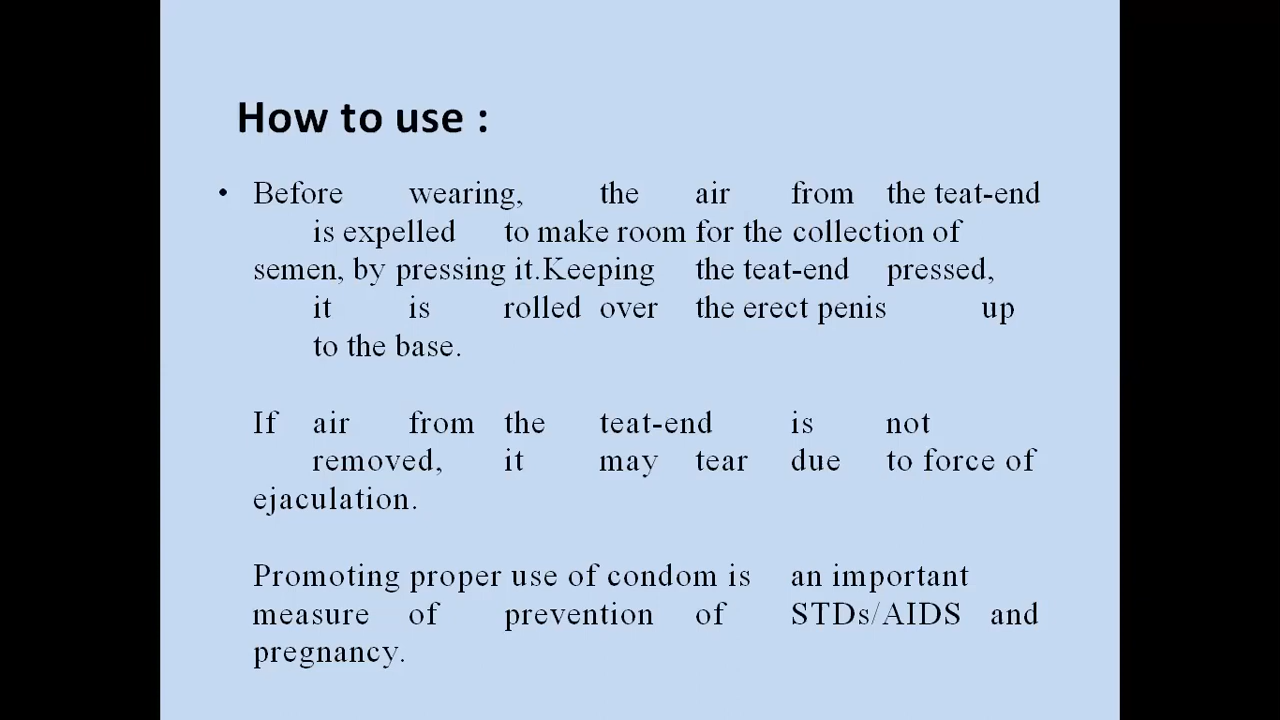 How to use :
• Before wearing, the air from the teat-end
is expelled to make room for the collection of
semen, by pressing it.Keeping the teat-end pressed,
it is rolled over the erect penis up
to the base.
If air from the teat-end is not
removed, it may tear due to force of
ejaculation.
Promoting proper use of condom is an important
measure of prevention of STDs/AIDS and
pregnancy.